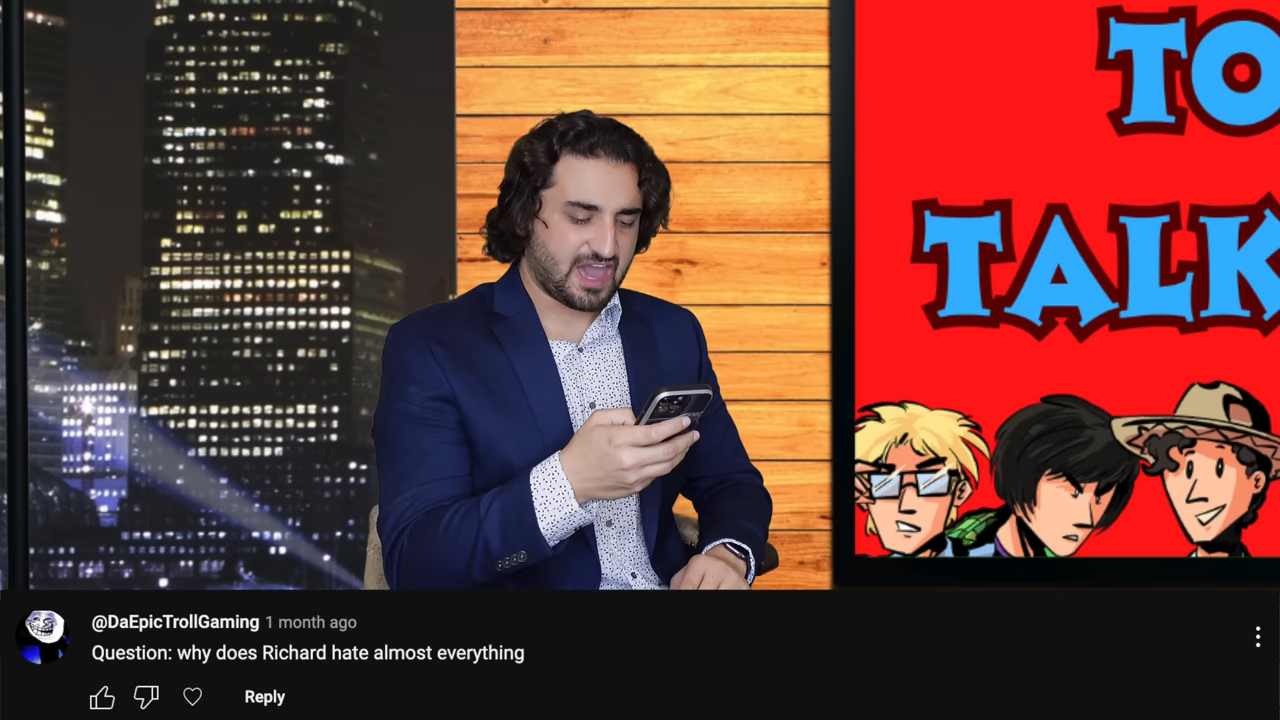 TO
TALK
@DaEpicTrollGaming 1 month ago
Question: why does Richard hate almost everything
Reply